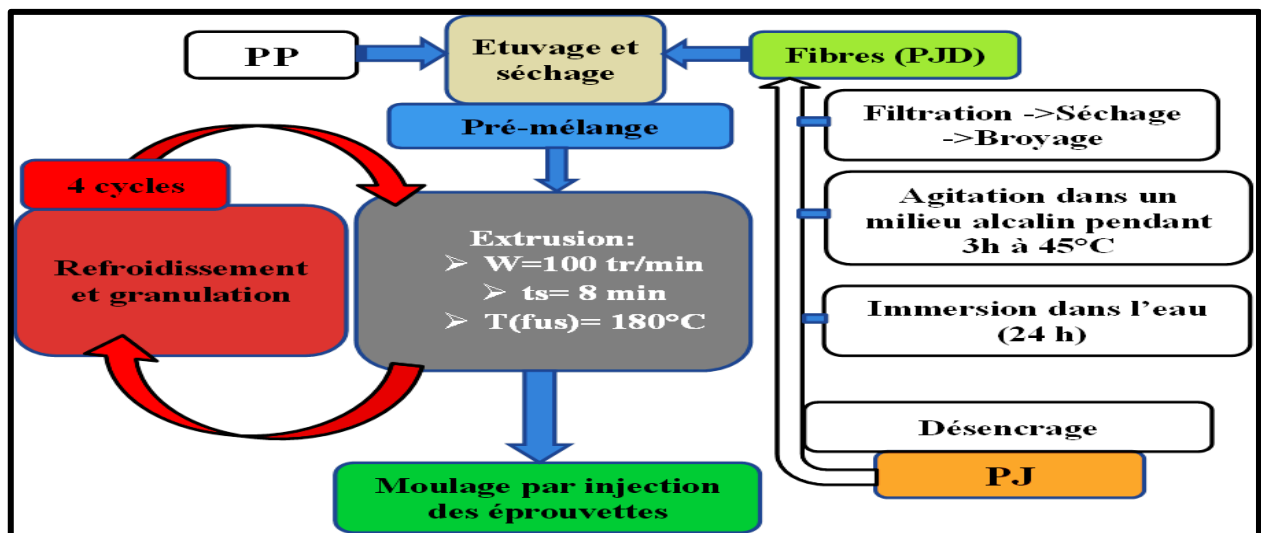 PP
Etuvage et
séchage
Fibres (PJD)
Pré-mélange
Filtration ->Séchage
->Broyage
4 cycles
Agitation dans un
milieu alcalin pendant
3h à 45°C
Refroidissement
et granulation
Extrusion:
➢ W=100 tr/min
➢ ts= 8 min
➢ T(fus)= 180°C
Immersion dans l'eau
(24 h)
Désencrage
PJ
Moulage par injection
des éprouvettes